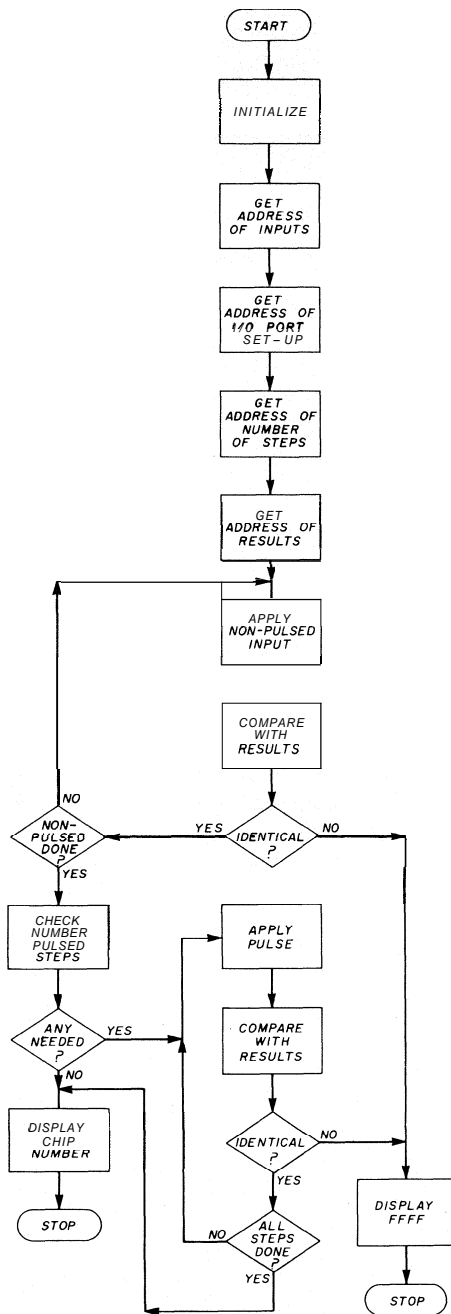 START
INITIALIZE
GET
ADDRESS
OF INPUTS
GET
ADDRESS OF
I/O PORT
SET-UP
GET
ADDRESS OF
NUMBER
OF STEPS
GET
ADDRESS OF
RESULTS
APPLY
NON-PULSED
INPUT
COMPARE
WITH
RESULTS
NO
NON-
PULSED
DONE
?
YES
IDENTICAL
?
NO
YES
CHECK
NUMBER
PULSED
STEPS
APPLY
PULSE
ANY
NEEDED
?
YES
COMPARE
WITH
RESULTS
NO
DISPLAY
CHIP
NUMBER
IDENTICAL
?
NO
YES
STOP
NO
ALL
STEPS
DONE
?
YES
DISPLAY
FFFF
STOP